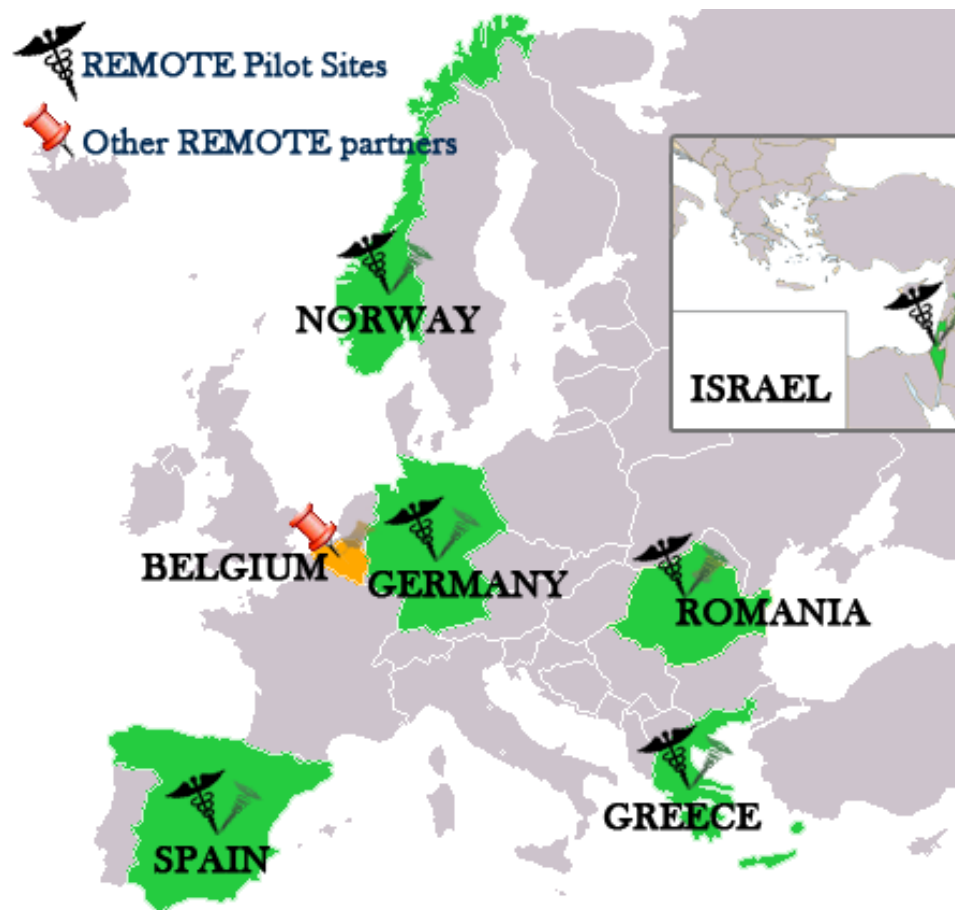 REMOTE Pilot Sites
Other REMOTE partners
NORWAY
ISRAEL
BELGIUM
GERMANY
ROMANIA
GREECE
SPAIN